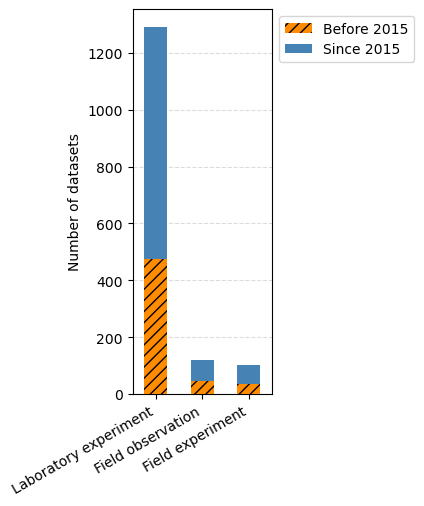 Before 2015
Since 2015
Number of datasets
1200
1000
800
600
400
200
0
Laboratory experiment
Field observation
Field experiment